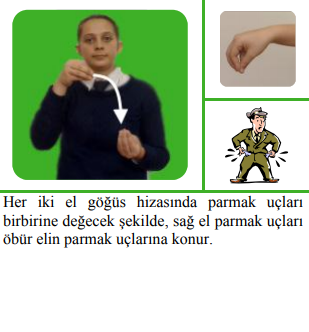 Her iki el göğüs hizasında parmak uçları
birbirine değecek şekilde, sağ el parmak uçları
öbür elin parmak uçlarına konur.